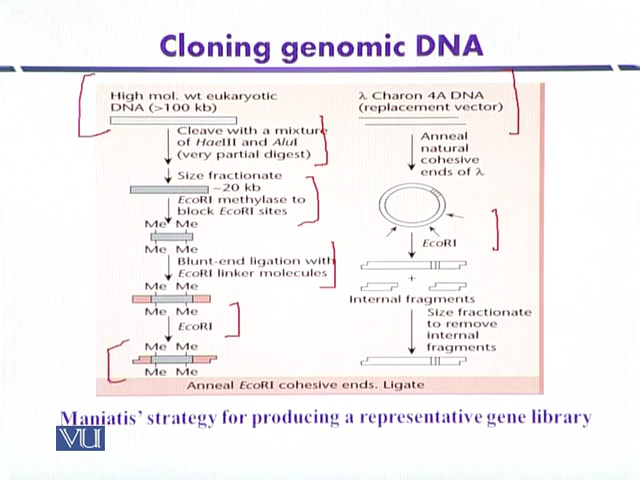 Cloning genomic DNA
High mol. wt eukaryotic
DNA (>100 kb)
Cleave with a mixture
of HaeIII and AluI
(very partial digest)
Size fractionate
~20 kb
EcoRI methylase to
block EcoRI sites
Me Me
Me Me
Blunt-end ligation with
EcoRI linker molecules
Me Me
Me Me
EcoRI
Me Me
Me Me
λ Charon 4A DNA
(replacement vector)
Anneal
natural
cohesive
ends of λ
EcoRI
+
Internal fragments
Size fractionate
to remove
internal
fragments
Anneal EcoRI cohesive ends. Ligate
Maniatis’ strategy for producing a representative gene library
VU